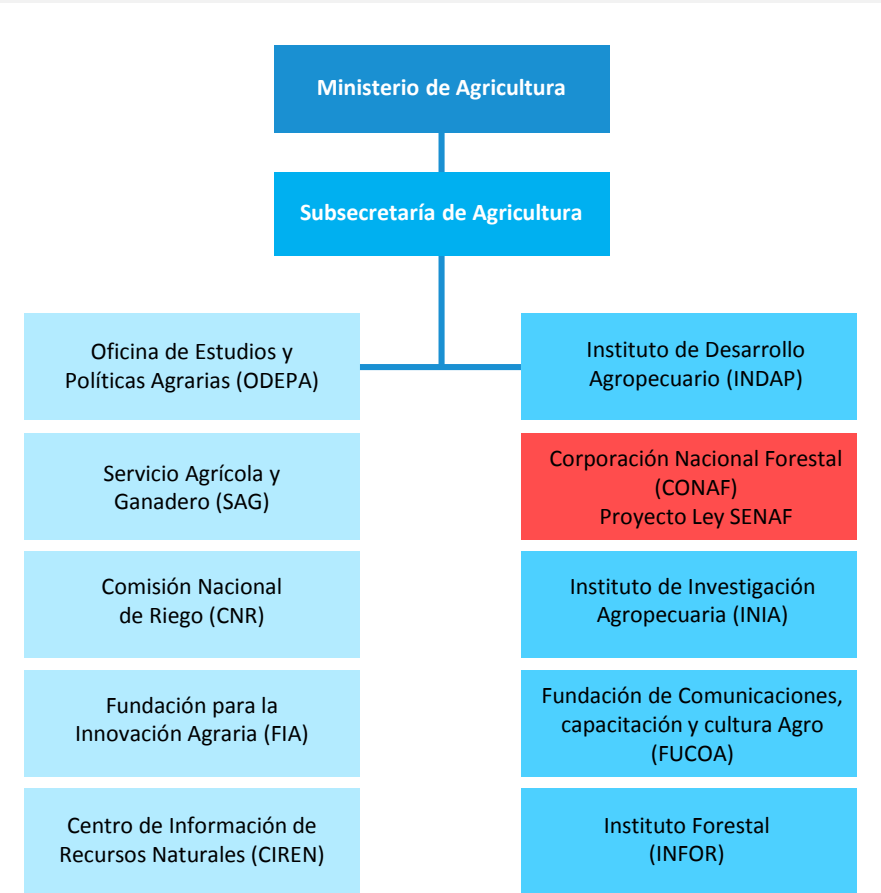 Ministerio de Agricultura
Subsecretaría de Agricultura
Oficina de Estudios y
Políticas Agrarias (ODEPA)
Instituto de Desarrollo
Agropecuario (INDAP)
Servicio Agrícola y
Ganadero (SAG)
Corporación Nacional Forestal
(CONAF)
Proyecto Ley SENAF
Comisión Nacional
de Riego (CNR)
Instituto de Investigación
Agropecuaria (INIA)
Fundación para la
Innovación Agraria (FIA)
Fundación de Comunicaciones,
capacitación y cultura Agro
(FUCOA)
Centro de Información de
Recursos Naturales (CIREN)
Instituto Forestal
(INFOR)